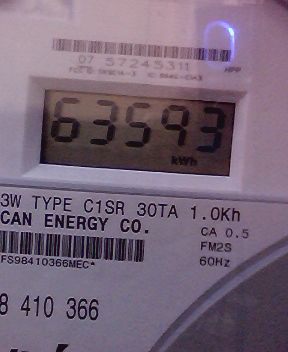 07 57245311
HPP
63593
kWh
3W TYPE C1SR 30TA 1.0Kh
CAN ENERGY CO.
CA 0.5
FM2S
60Hz
FS98410366MEC*
8 410 366